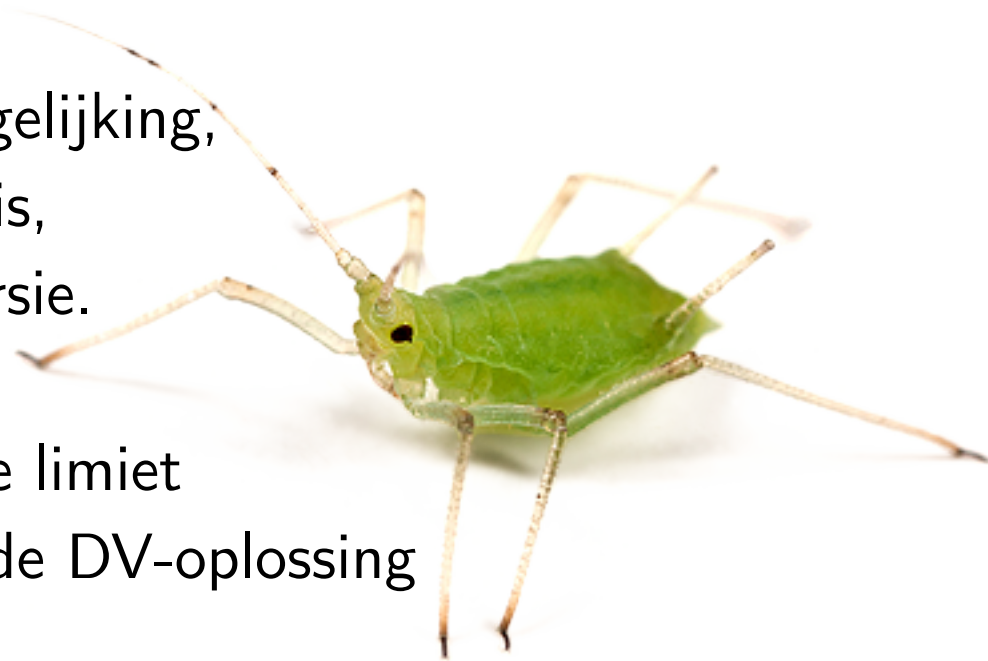 gelijking,
is,
rsie.
e limiet
de DV-oplossing